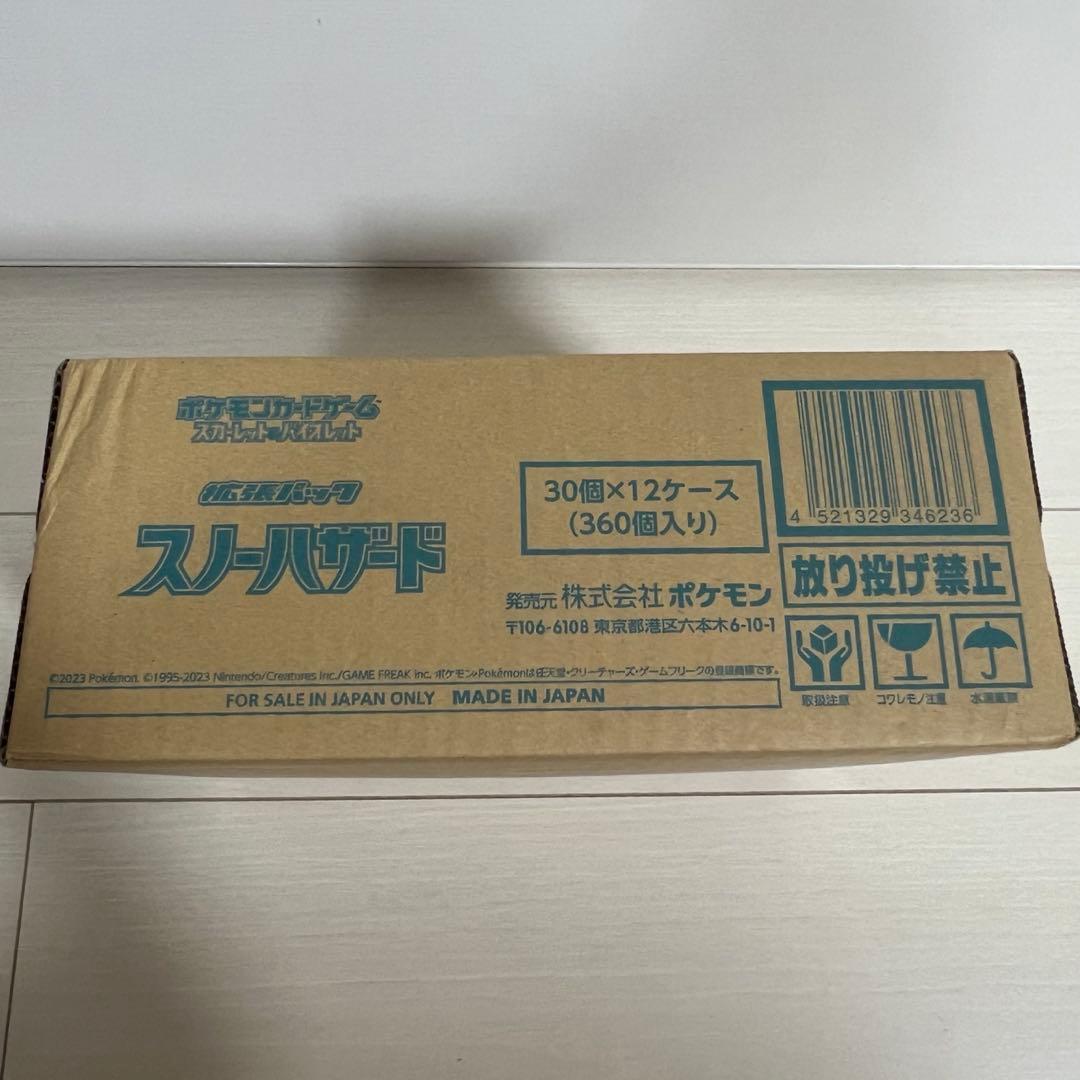 ポケモンカードゲーム
スカーレット&バイオレット
拡張パック
スノーハザード
30個×12ケース
(360個入り)
発売元 株式会社 ポケモン
〒106-6108 東京都港区六本木6-10-1
©2023 Pokémon. ©1995-2023 Nintendo/Creatures Inc./GAME FREAK inc. ポケモン・Pokémonは任天堂・クリーチャーズ・ゲームフリークの登録商標です。
FOR SALE IN JAPAN ONLY MADE IN JAPAN
4 521329 346236
放り投げ禁止
取扱注意 コワレモノ注意 水濡厳禁